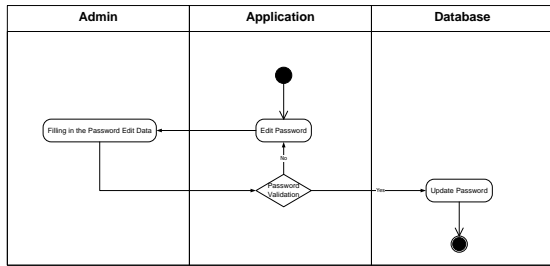 Admin
Application
Database
Filling in the Password Edit Data
Edit Password
No
Password
Validation
Yes
Update Password